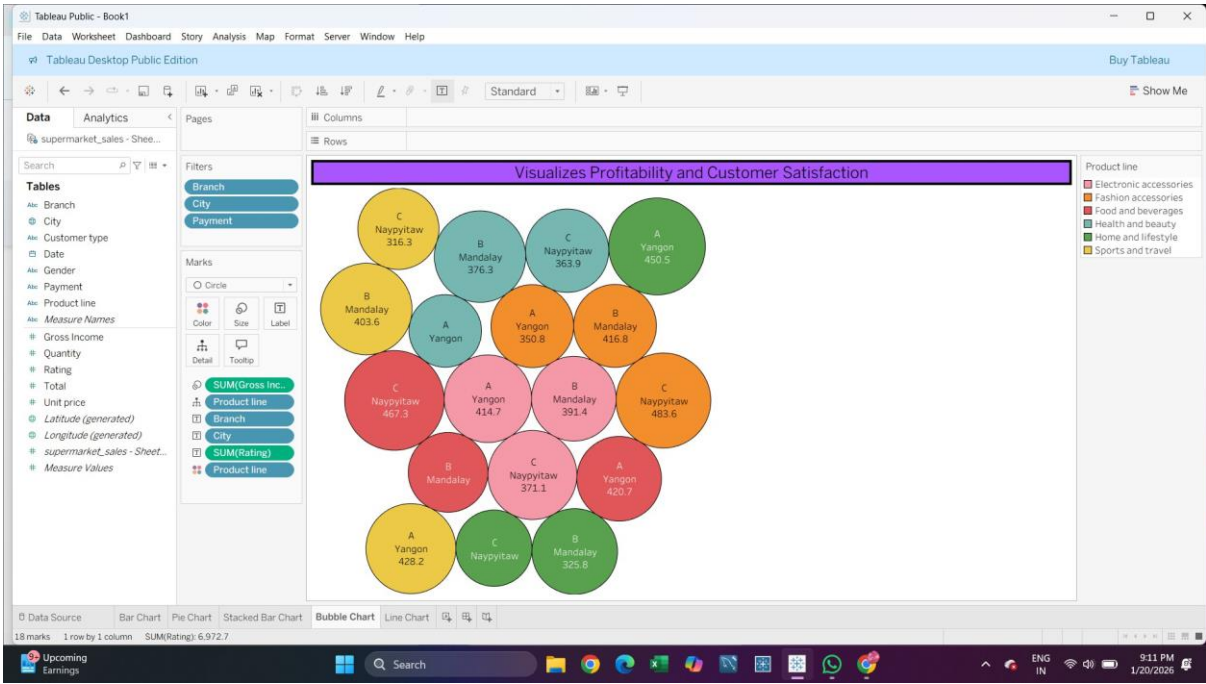 Tableau Public - Book1
File Data Worksheet Dashboard Story Analysis Map Format Server Window Help
Tableau Desktop Public Edition
Buy Tableau
Standard
Show Me
Data Analytics
supermarket_sales - Shee...
Search
Tables
Abc Branch
City
Abc Customer type
Date
Abc Gender
Abc Payment
Abc Product line
Abc Measure Names
# Gross Income
# Quantity
# Rating
# Total
# Unit price
Latitude (generated)
Longitude (generated)
# supermarket_sales - Sheet...
# Measure Values
Pages
Filters
Branch
City
Payment
Marks
Circle
Color Size Label
Detail Tooltip
SUM(Gross Inc..
Product line
Branch
City
SUM(Rating)
Product line
Columns
Rows
Visualizes Profitability and Customer Satisfaction
C
Naypyitaw
316.3
B
Mandalay
376.3
C
Naypyitaw
363.9
A
Yangon
450.5
B
Mandalay
403.6
A
Yangon
A
Yangon
350.8
B
Mandalay
416.8
C
Naypyitaw
467.3
A
Yangon
414.7
B
Mandalay
391.4
C
Naypyitaw
483.6
B
Mandalay
C
Naypyitaw
371.1
A
Yangon
420.7
A
Yangon
428.2
C
Naypyitaw
B
Mandalay
325.8
Product line
Electronic accessories
Fashion accessories
Food and beverages
Health and beauty
Home and lifestyle
Sports and travel
Data Source Bar Chart Pie Chart Stacked Bar Chart Bubble Chart Line Chart
18 marks 1 row by 1 column SUM(Rating): 6,972.7
9+ Upcoming
Earnings
Search
ENG
IN
9:11 PM
1/20/2026